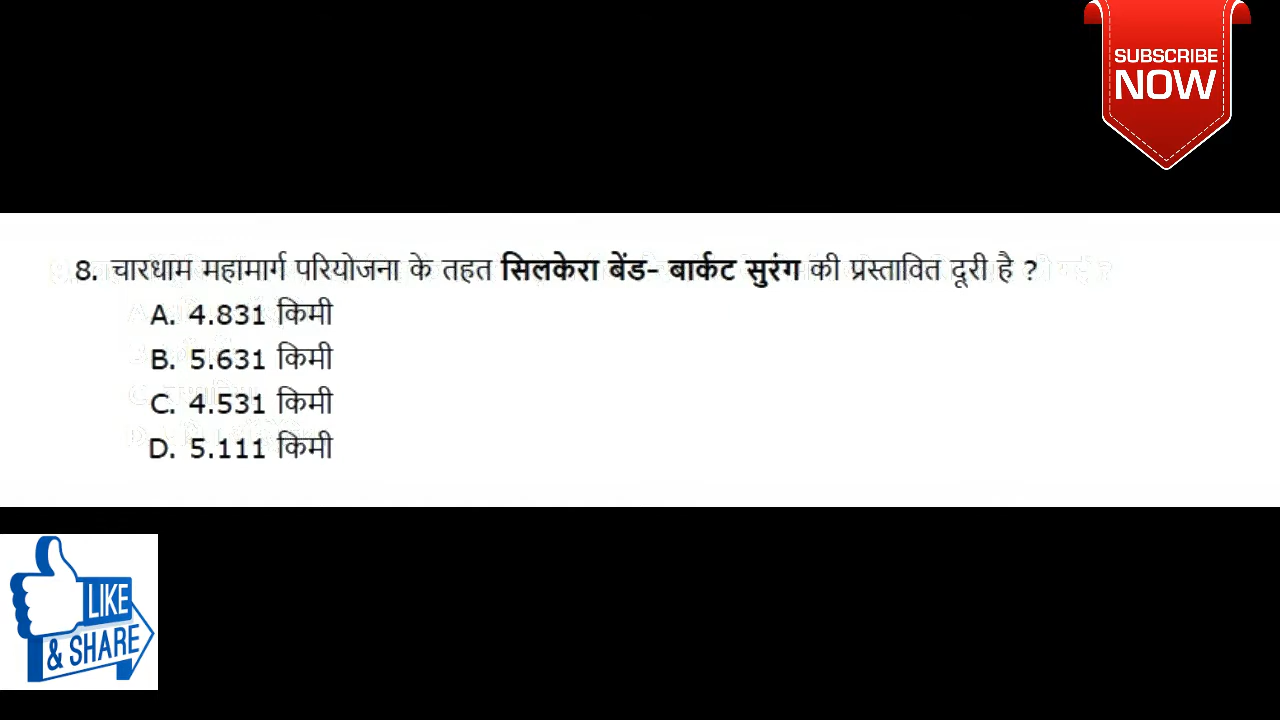 SUBSCRIBE
NOW
8. चारधाम महामार्ग परियोजना के तहत सिलकेरा बेंड- बार्कट सुरंग की प्रस्तावित दूरी है ?
A. 4.831 किमी
B. 5.631 किमी
C. 4.531 किमी
D. 5.111 किमी
LIKE
& SHARE